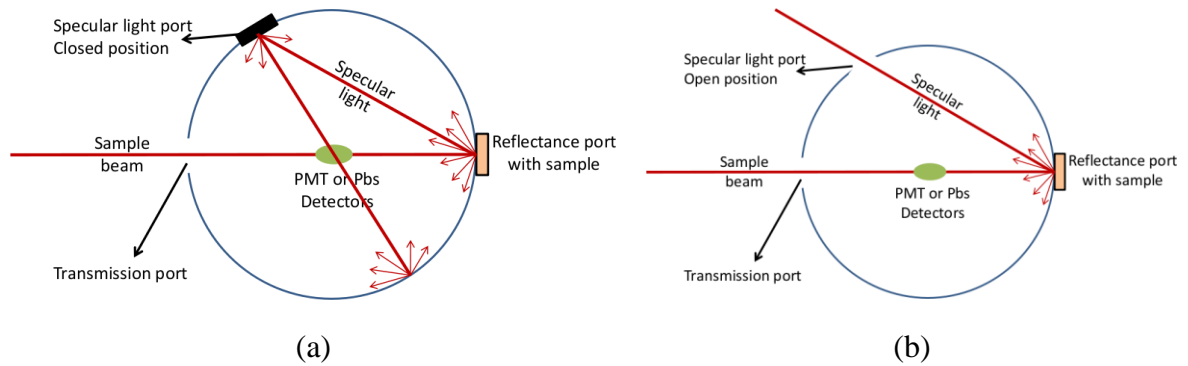 Specular light port
Closed position
Specular
light
Sample
beam
Reflectance port
with sample
PMT or Pbs
Detectors
Transmission port
(a)
Specular light port
Open position
Specular
light
Sample
beam
Reflectance port
with sample
PMT or Pbs
Detectors
Transmission port
(b)